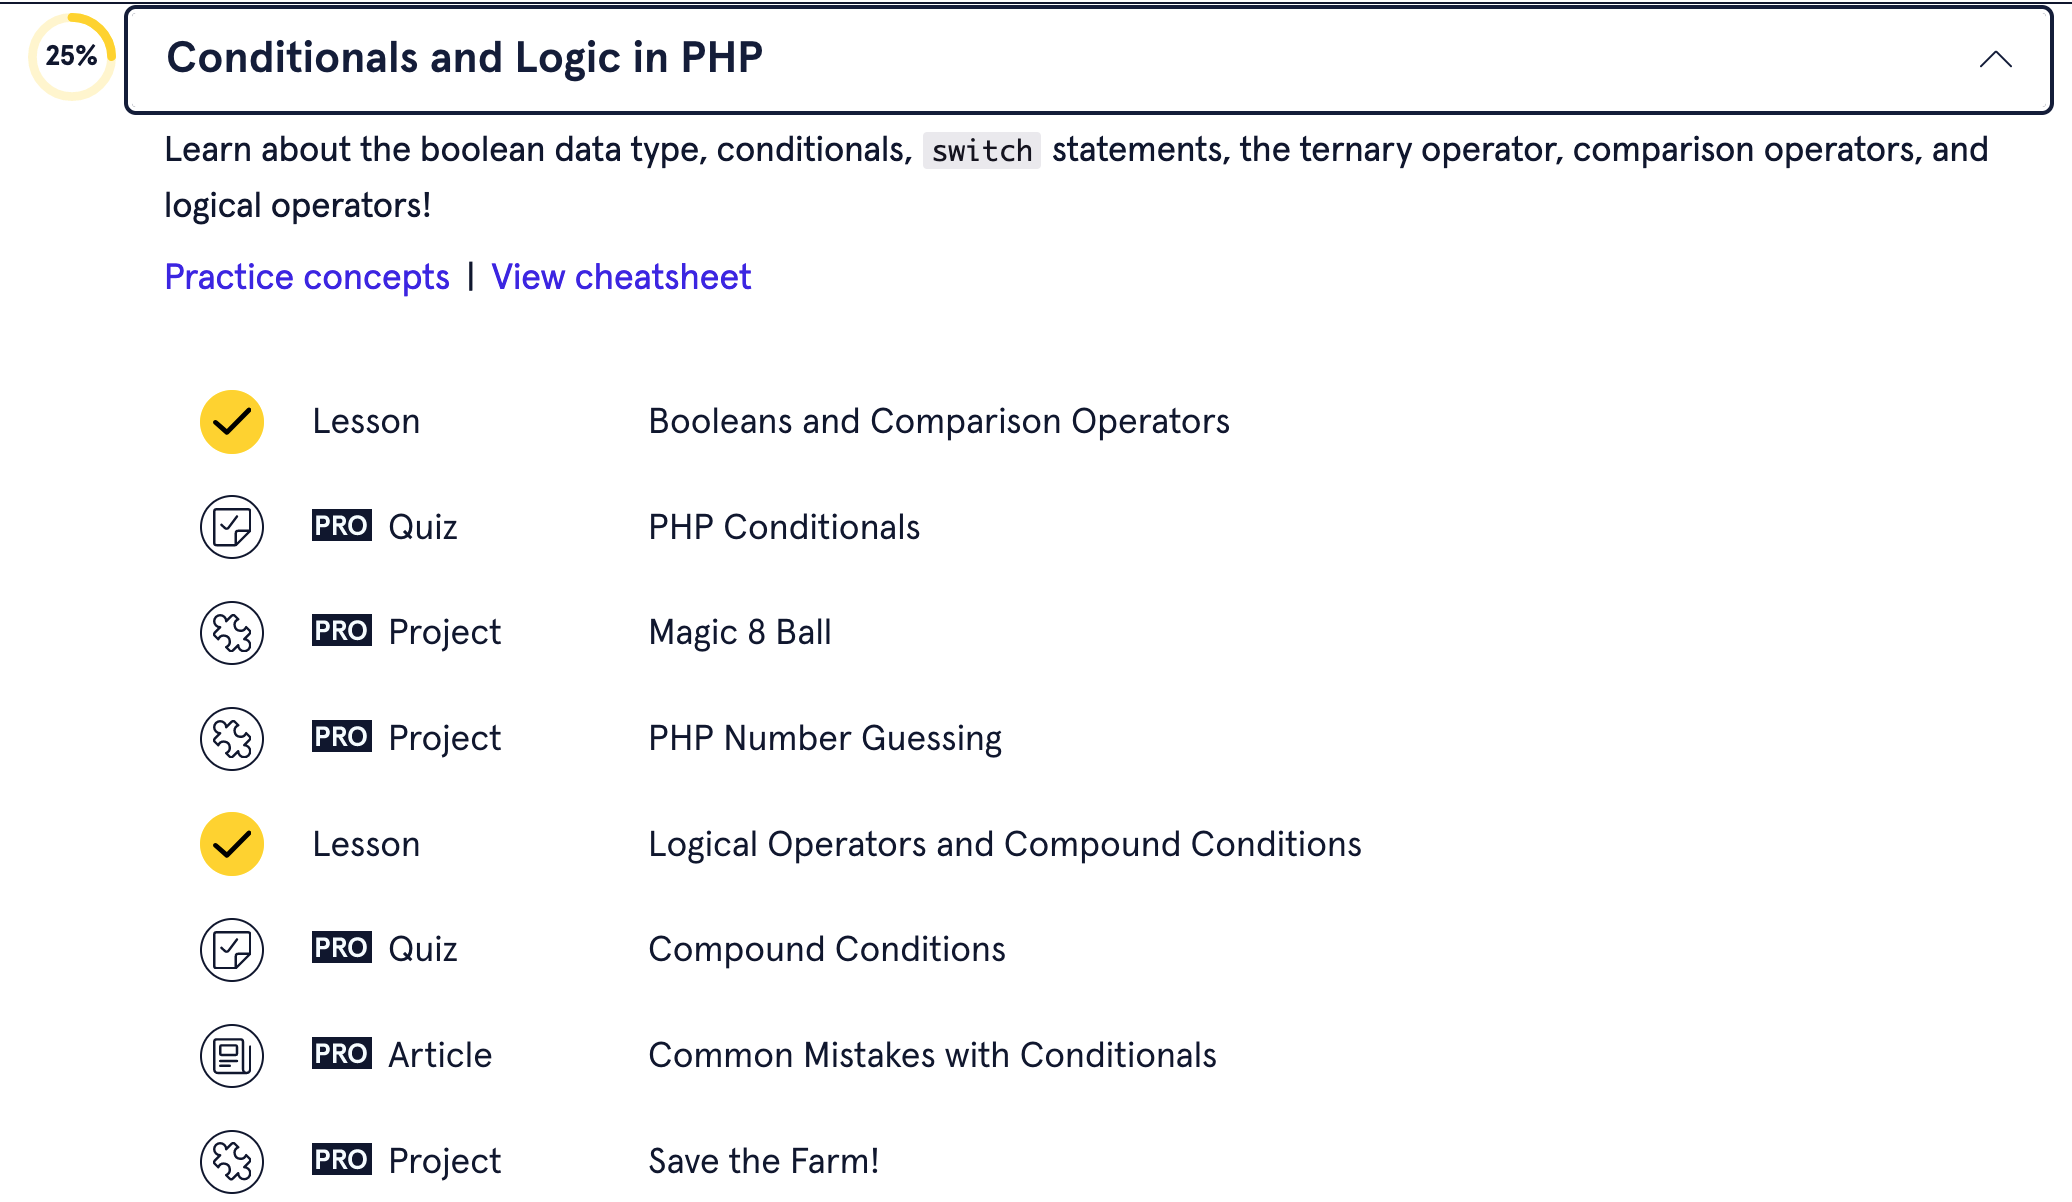 25%
Conditionals and Logic in PHP
Learn about the boolean data type, conditionals, switch statements, the ternary operator, comparison operators, and
logical operators!
Practice concepts | View cheatsheet
Lesson Booleans and Comparison Operators
PRO Quiz PHP Conditionals
PRO Project Magic 8 Ball
PRO Project PHP Number Guessing
Lesson Logical Operators and Compound Conditions
PRO Quiz Compound Conditions
PRO Article Common Mistakes with Conditionals
PRO Project Save the Farm!